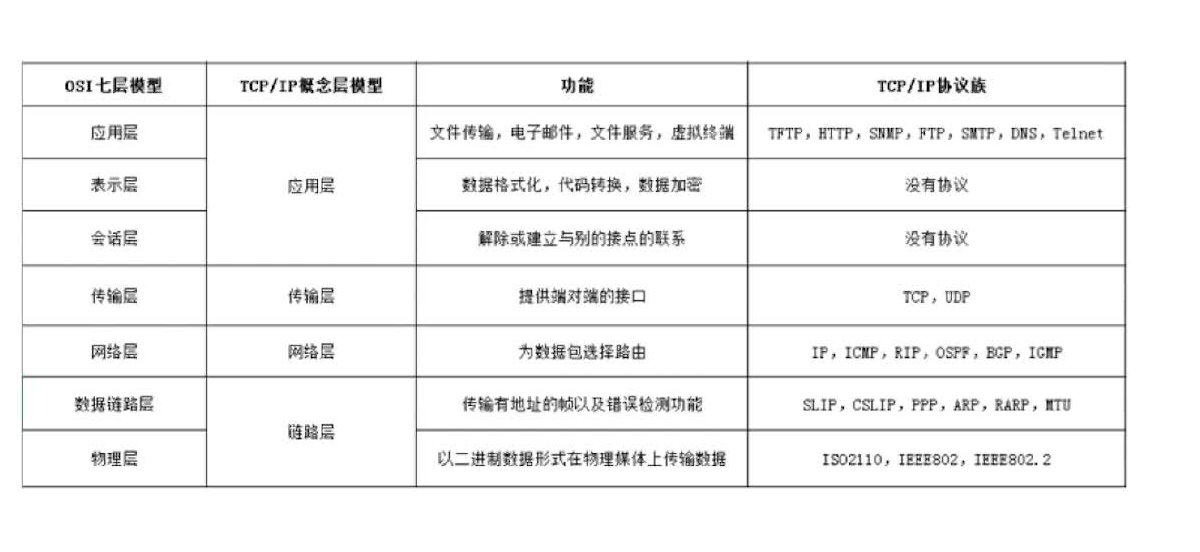 OSI七层模型 TCP/IP概念层模型 功能 TCP/IP协议族
应用层 文件传输，电子邮件，文件服务，虚拟终端 TFTP，HTTP，SNMP，FTP，SMTP，DNS，Telnet
表示层 应用层 数据格式化，代码转换，数据加密 没有协议
会话层 解除或建立与别的接点的联系 没有协议
传输层 传输层 提供端对端的接口 TCP，UDP
网络层 网络层 为数据包选择路由 IP，ICMP，RIP，OSPF，BGP，IGMP
数据链路层 传输有地址的帧以及错误检测功能 SLIP，CSLIP，PPP，ARP，RARP，MTU
链路层
物理层 以二进制数据形式在物理媒体上传输数据 ISO2110，IEEE802，IEEE802.2